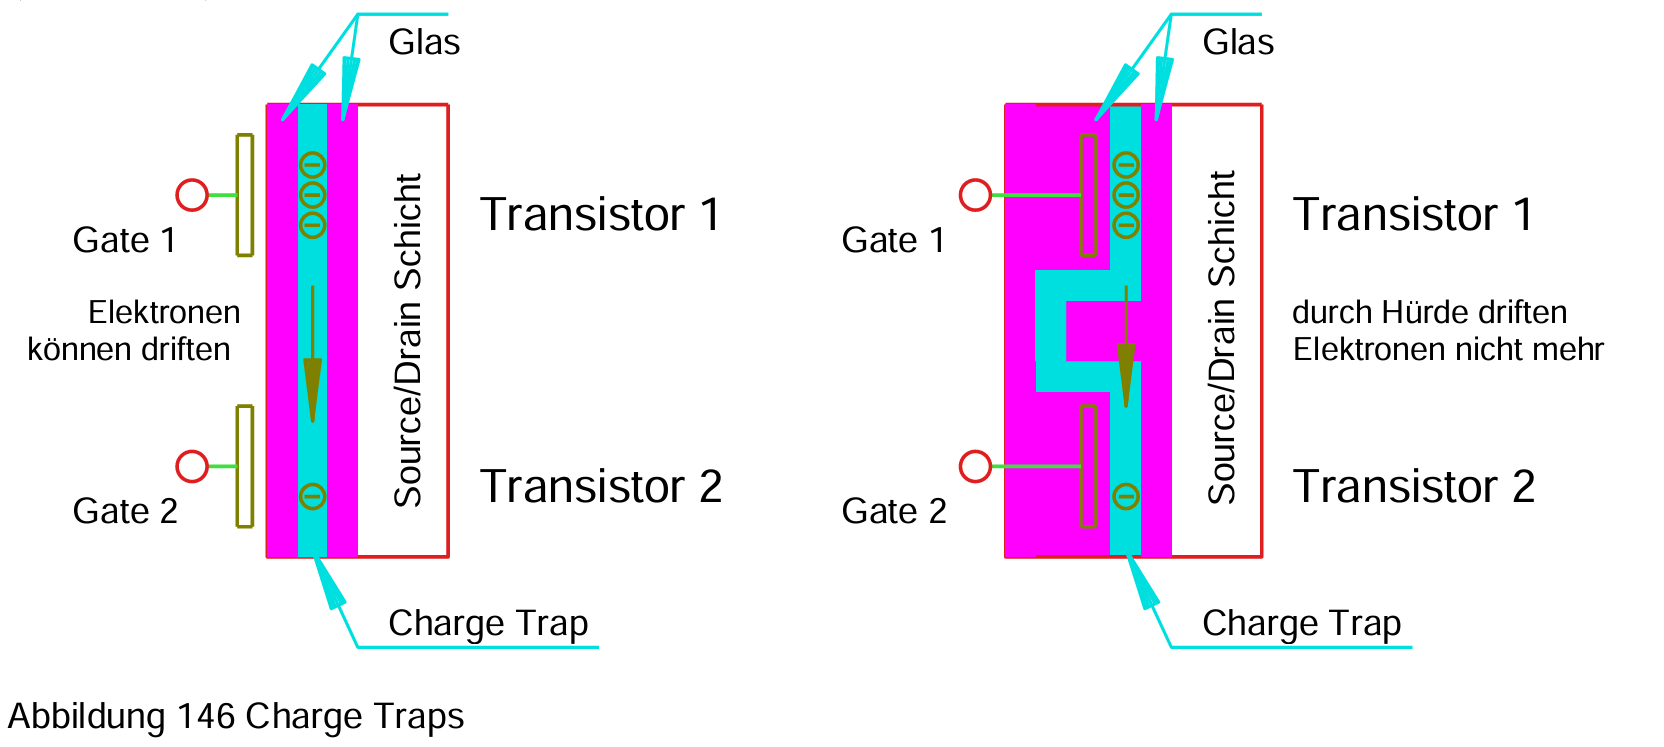 Glas
Source/Drain Schicht
Transistor 1
Gate 1
Elektronen
können driften
Transistor 2
Gate 2
Charge Trap
Glas
Source/Drain Schicht
Transistor 1
Gate 1
durch Hürde driften
Elektronen nicht mehr
Transistor 2
Gate 2
Charge Trap
Abbildung 146 Charge Traps